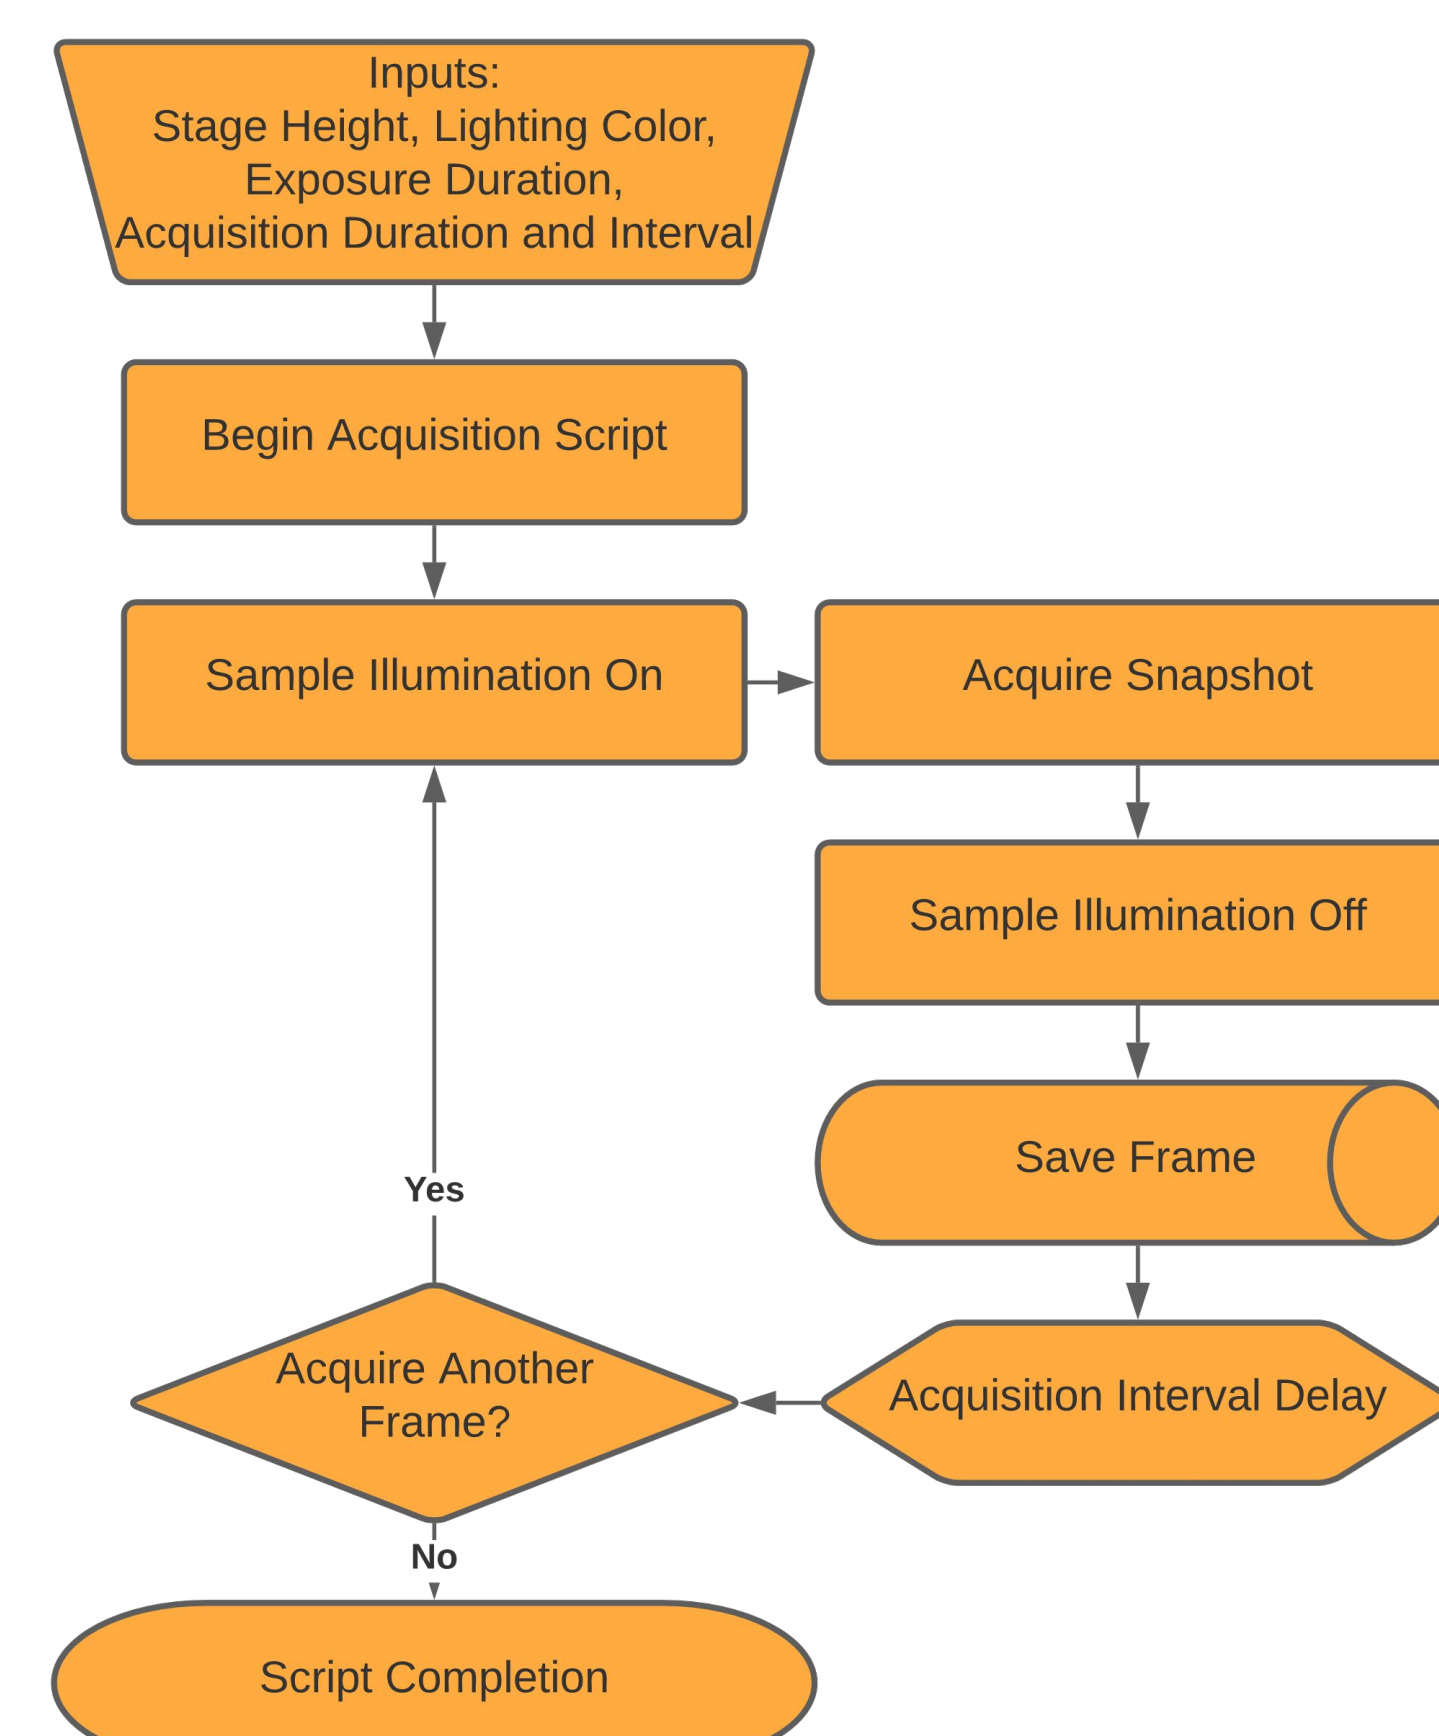 Inputs:
Stage Height, Lighting Color,
Exposure Duration,
Acquisition Duration and Interval
Begin Acquisition Script
Sample Illumination On
Acquire Snapshot
Sample Illumination Off
Save Frame
Acquisition Interval Delay
Yes
Acquire Another
Frame?
No
Script Completion